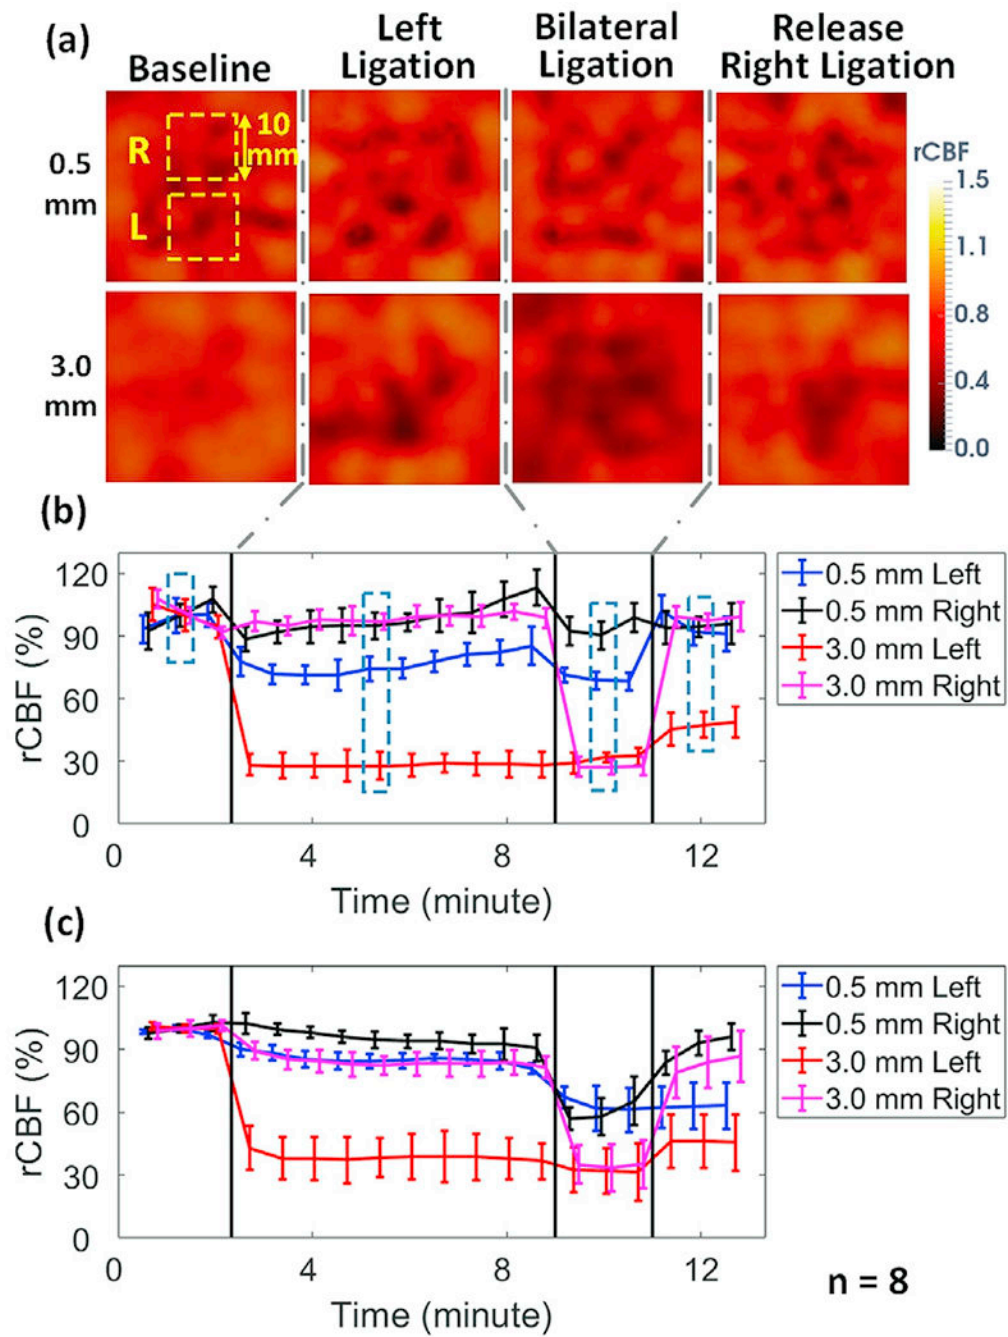 (a)
Baseline
Left
Ligation
Bilateral
Ligation
Release
Right Ligation
0.5
mm
R
10
mm
L
3.0
mm
rCBF
1.5
1.1
0.8
0.4
0.0
(b)
120
90
60
30
0
rCBF (%)
0 4 8 12
Time (minute)
0.5 mm Left
0.5 mm Right
3.0 mm Left
3.0 mm Right
(c)
120
90
60
30
0
rCBF (%)
0 4 8 12
Time (minute)
0.5 mm Left
0.5 mm Right
3.0 mm Left
3.0 mm Right
n = 8